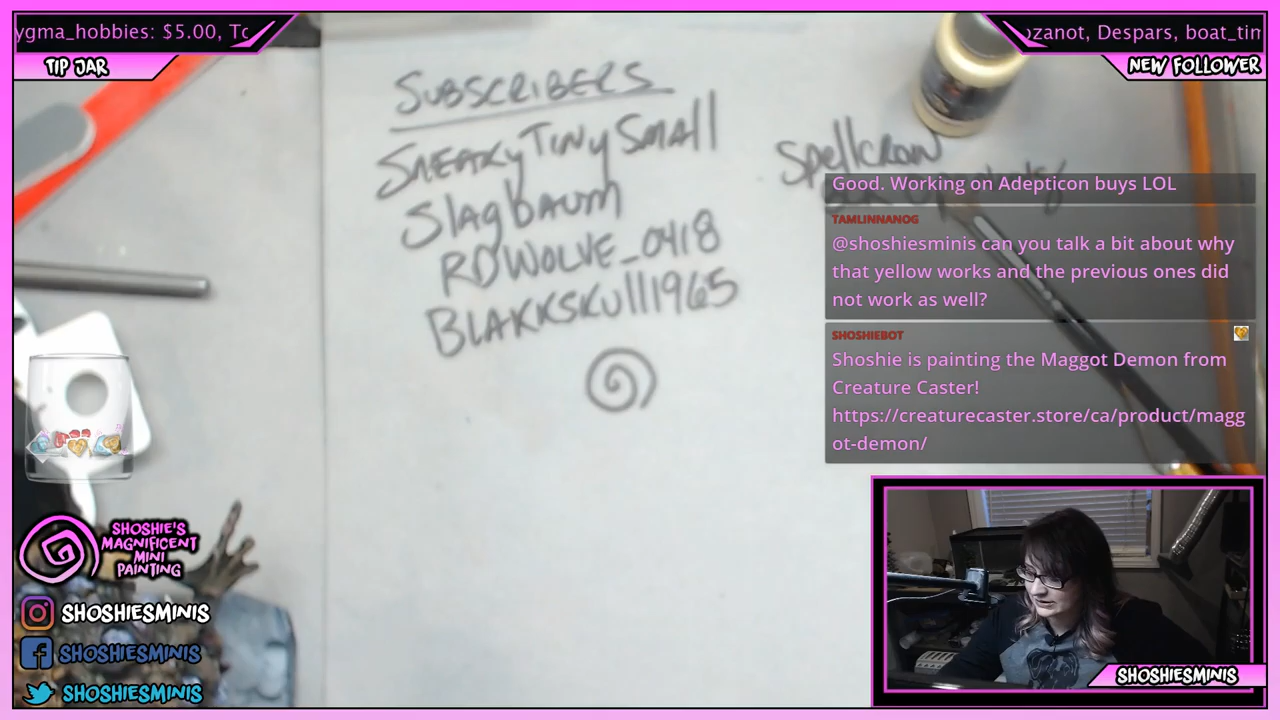 ygma_hobbies: $5.00, To
TIP JAR
ozanot, Despars, boat_tim
NEW FOLLOWER
SUBSCRIBERS
SNEAKyTINySMAll
Slagbaum
RDWOLVE_0418
BLAKKSKUll1965
Spellcrow
Good. Working on Adepticon buys LOL
TAMLINNANOG
@shoshiesminis can you talk a bit about why
that yellow works and the previous ones did
not work as well?
SHOSHIEBOT
Shoshie is painting the Maggot Demon from
Creature Caster!
https://creaturecaster.store/ca/product/magg
ot-demon/
SHOSHIE'S
MAGNIFICENT
MINI
PAINTING
SHOSHIESMINIS
SHOSHIESMINIS
SHOSHIESMINIS
SHOSHIESMINIS